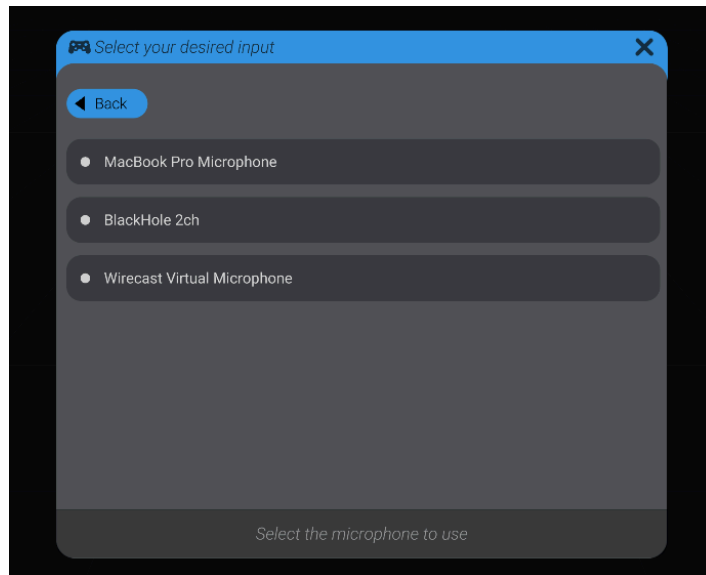 Select your desired input
Back
MacBook Pro Microphone
BlackHole 2ch
Wirecast Virtual Microphone
Select the microphone to use